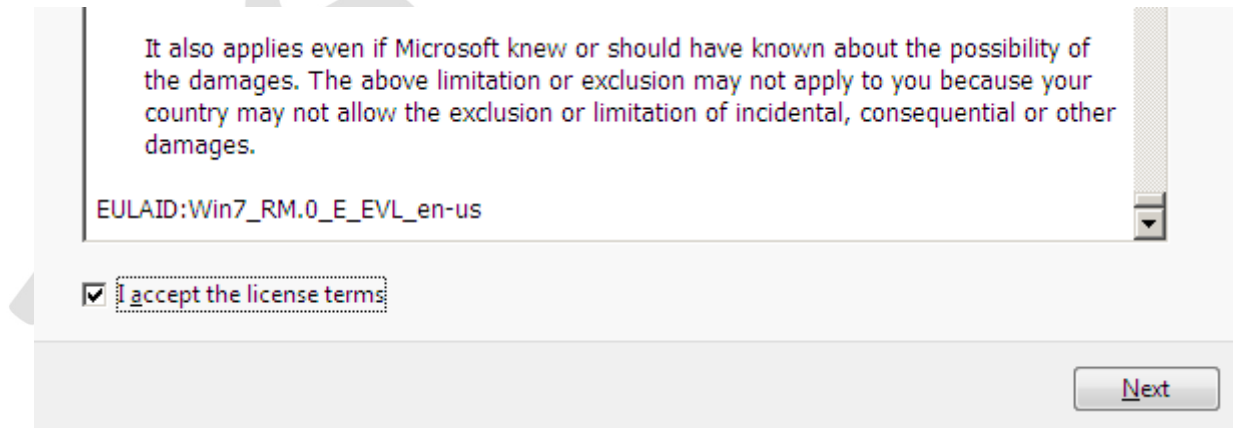 It also applies even if Microsoft knew or should have known about the possibility of
the damages. The above limitation or exclusion may not apply to you because your
country may not allow the exclusion or limitation of incidental, consequential or other
damages.
EULAID:Win7_RM.0_E_EVL_en-us
I accept the license terms
Next